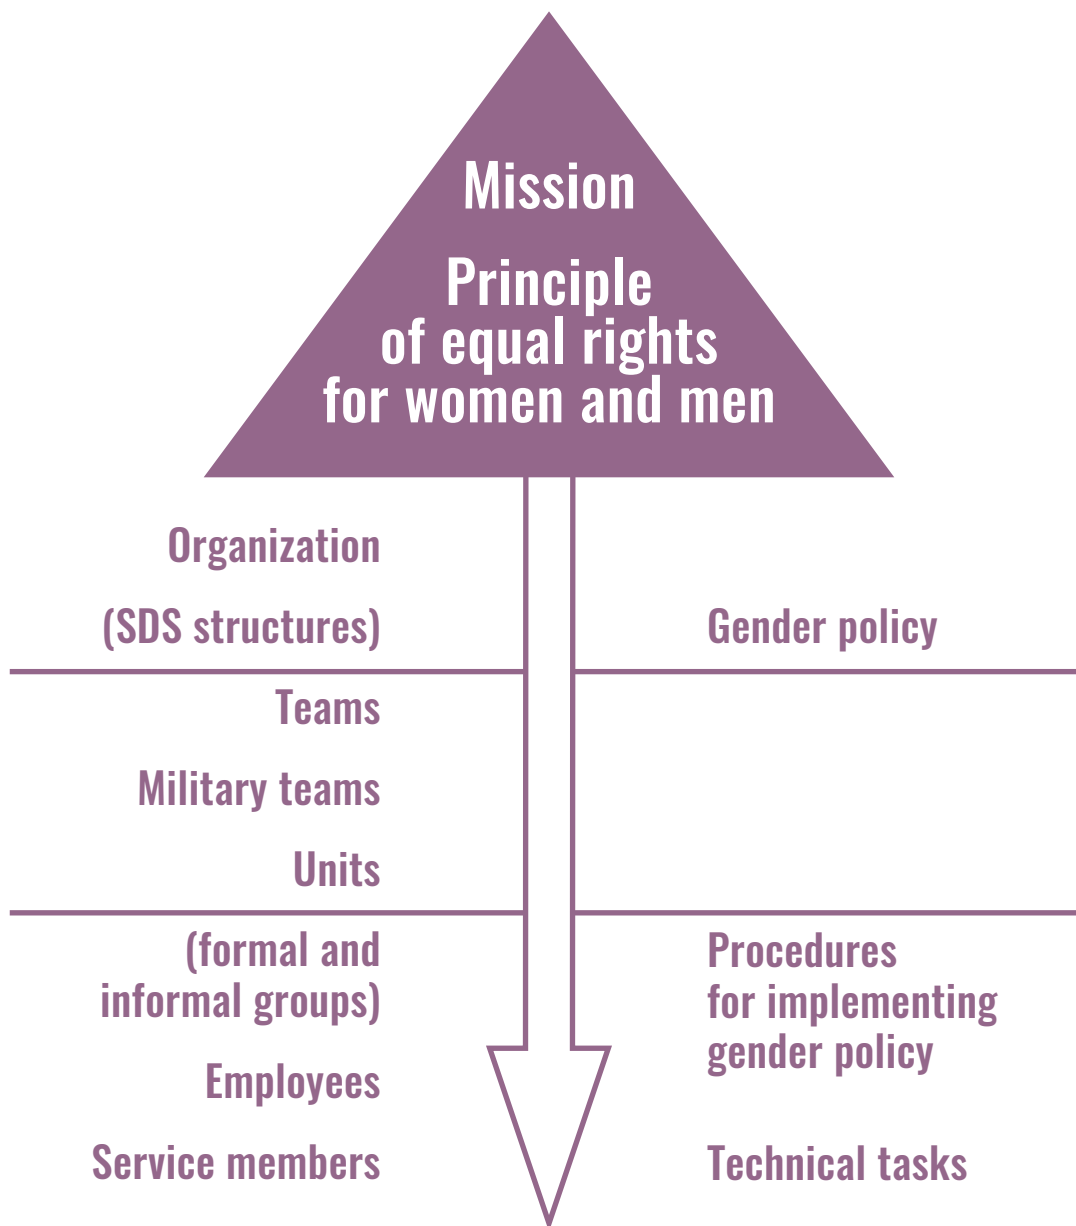 Mission
Principle
of equal rights
for women and men
Organization
(SDS structures)
Gender policy
Teams
Military teams
Units
(formal and
informal groups)
Employees
Service members
Procedures
for implementing
gender policy
Technical tasks